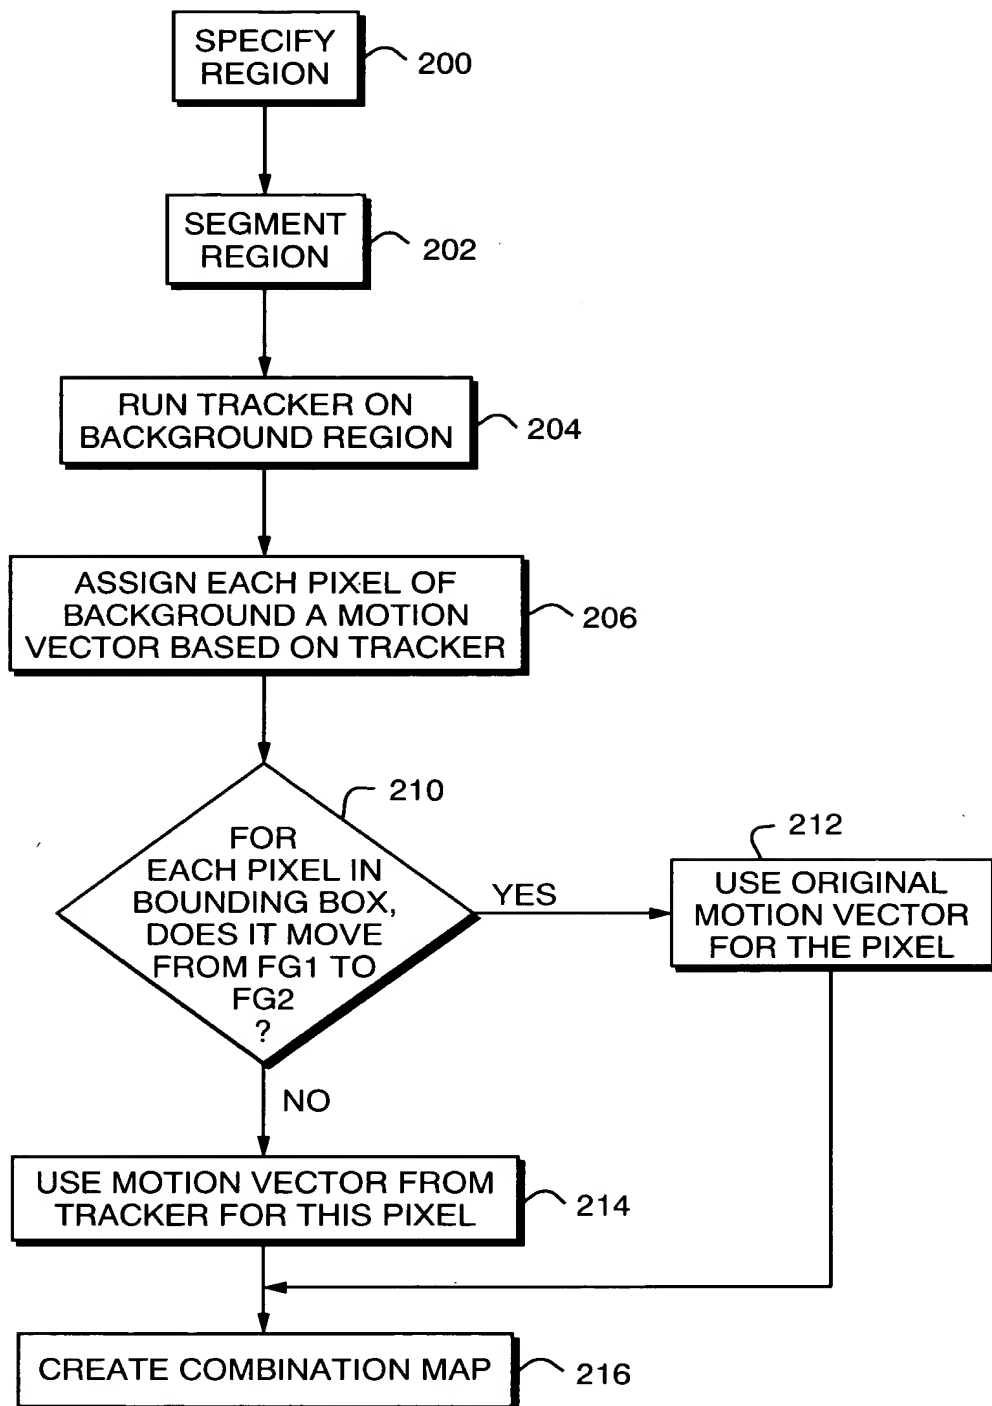 SPECIFY
REGION
200
SEGMENT
REGION
202
RUN TRACKER ON
BACKGROUND REGION
204
ASSIGN EACH PIXEL OF
BACKGROUND A MOTION
VECTOR BASED ON TRACKER
206
210
FOR
EACH PIXEL IN
BOUNDING BOX,
DOES IT MOVE
FROM FG1 TO
FG2
?
YES
212
USE ORIGINAL
MOTION VECTOR
FOR THE PIXEL
NO
USE MOTION VECTOR FROM
TRACKER FOR THIS PIXEL
214
CREATE COMBINATION MAP
216